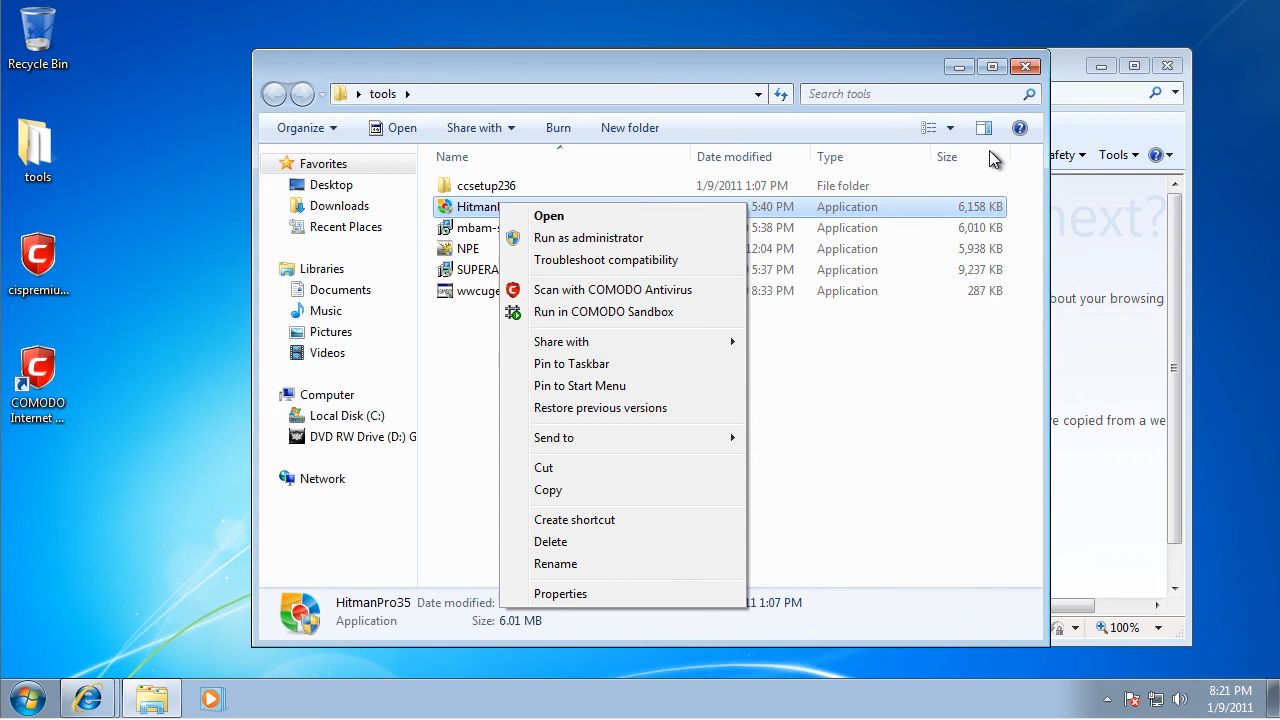 Recycle Bin
tools
cispremiu...
COMODO
Internet ...
tools
Search tools
Organize
Open
Share with
Burn
New folder
Favorites
Desktop
Downloads
Recent Places
Libraries
Documents
Music
Pictures
Videos
Computer
Local Disk (C:)
DVD RW Drive (D:) G
Network
Name Date modified Type Size
ccsetup236 1/9/2011 1:07 PM File folder
5:40 PM Application 6,158 KB
5:38 PM Application 6,010 KB
NPE 12:04 PM Application 5,938 KB
5:37 PM Application 9,237 KB
8:33 PM Application 287 KB
Open
Run as administrator
Troubleshoot compatibility
Scan with COMODO Antivirus
Run in COMODO Sandbox
Share with
Pin to Taskbar
Pin to Start Menu
Restore previous versions
Send to
Cut
Copy
Create shortcut
Delete
Rename
Properties
HitmanPro35 Date modified: 11 1:07 PM
Application Size: 6.01 MB
afety Tools
next?
bout your browsing
e copied from a we
100%
8:21 PM
1/9/2011